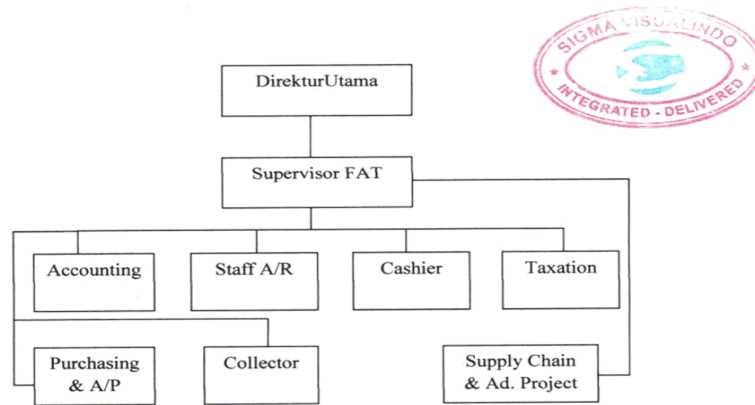 SIGMA VISUALINDO
INTEGRATED - DELIVERED
DirekturUtama
Supervisor FAT
Accounting
Staff A/R
Cashier
Taxation
Purchasing
& A/P
Collector
Supply Chain
& Ad. Project